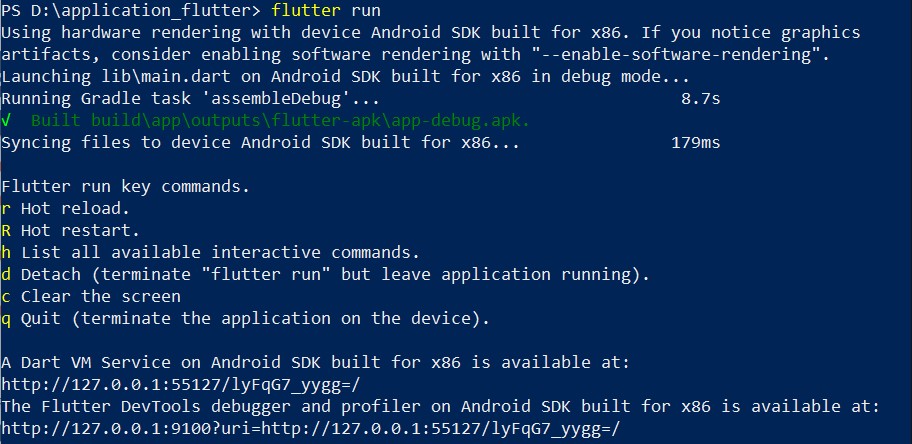 PS D:\application_flutter> flutter run
Using hardware rendering with device Android SDK built for x86. If you notice graphics
artifacts, consider enabling software rendering with "--enable-software-rendering".
Launching lib\main.dart on Android SDK built for x86 in debug mode...
Running Gradle task 'assembleDebug'... 8.7s
√ Built build\app\outputs\flutter-apk\app-debug.apk.
Syncing files to device Android SDK built for x86... 179ms
Flutter run key commands.
r Hot reload.
R Hot restart.
h List all available interactive commands.
d Detach (terminate "flutter run" but leave application running).
c Clear the screen
q Quit (terminate the application on the device).
A Dart VM Service on Android SDK built for x86 is available at:
http://127.0.0.1:55127/lyFqG7_yygg=/
The Flutter DevTools debugger and profiler on Android SDK built for x86 is available at:
http://127.0.0.1:9100?uri=http://127.0.0.1:55127/lyFqG7_yygg=/